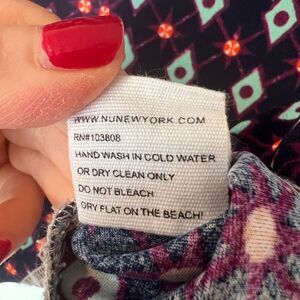 WWW.NUNEWYORK.COM
RN#103808
HAND WASH IN COLD WATER
OR DRY CLEAN ONLY
DO NOT BLEACH
DRY FLAT ON THE BEACH!